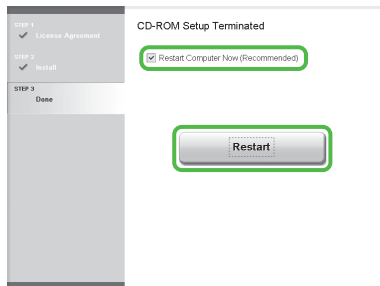 STEP 1
License Agreement
STEP 2
Install
STEP 3
Done
CD-ROM Setup Terminated
Restart Computer Now (Recommended)
Restart